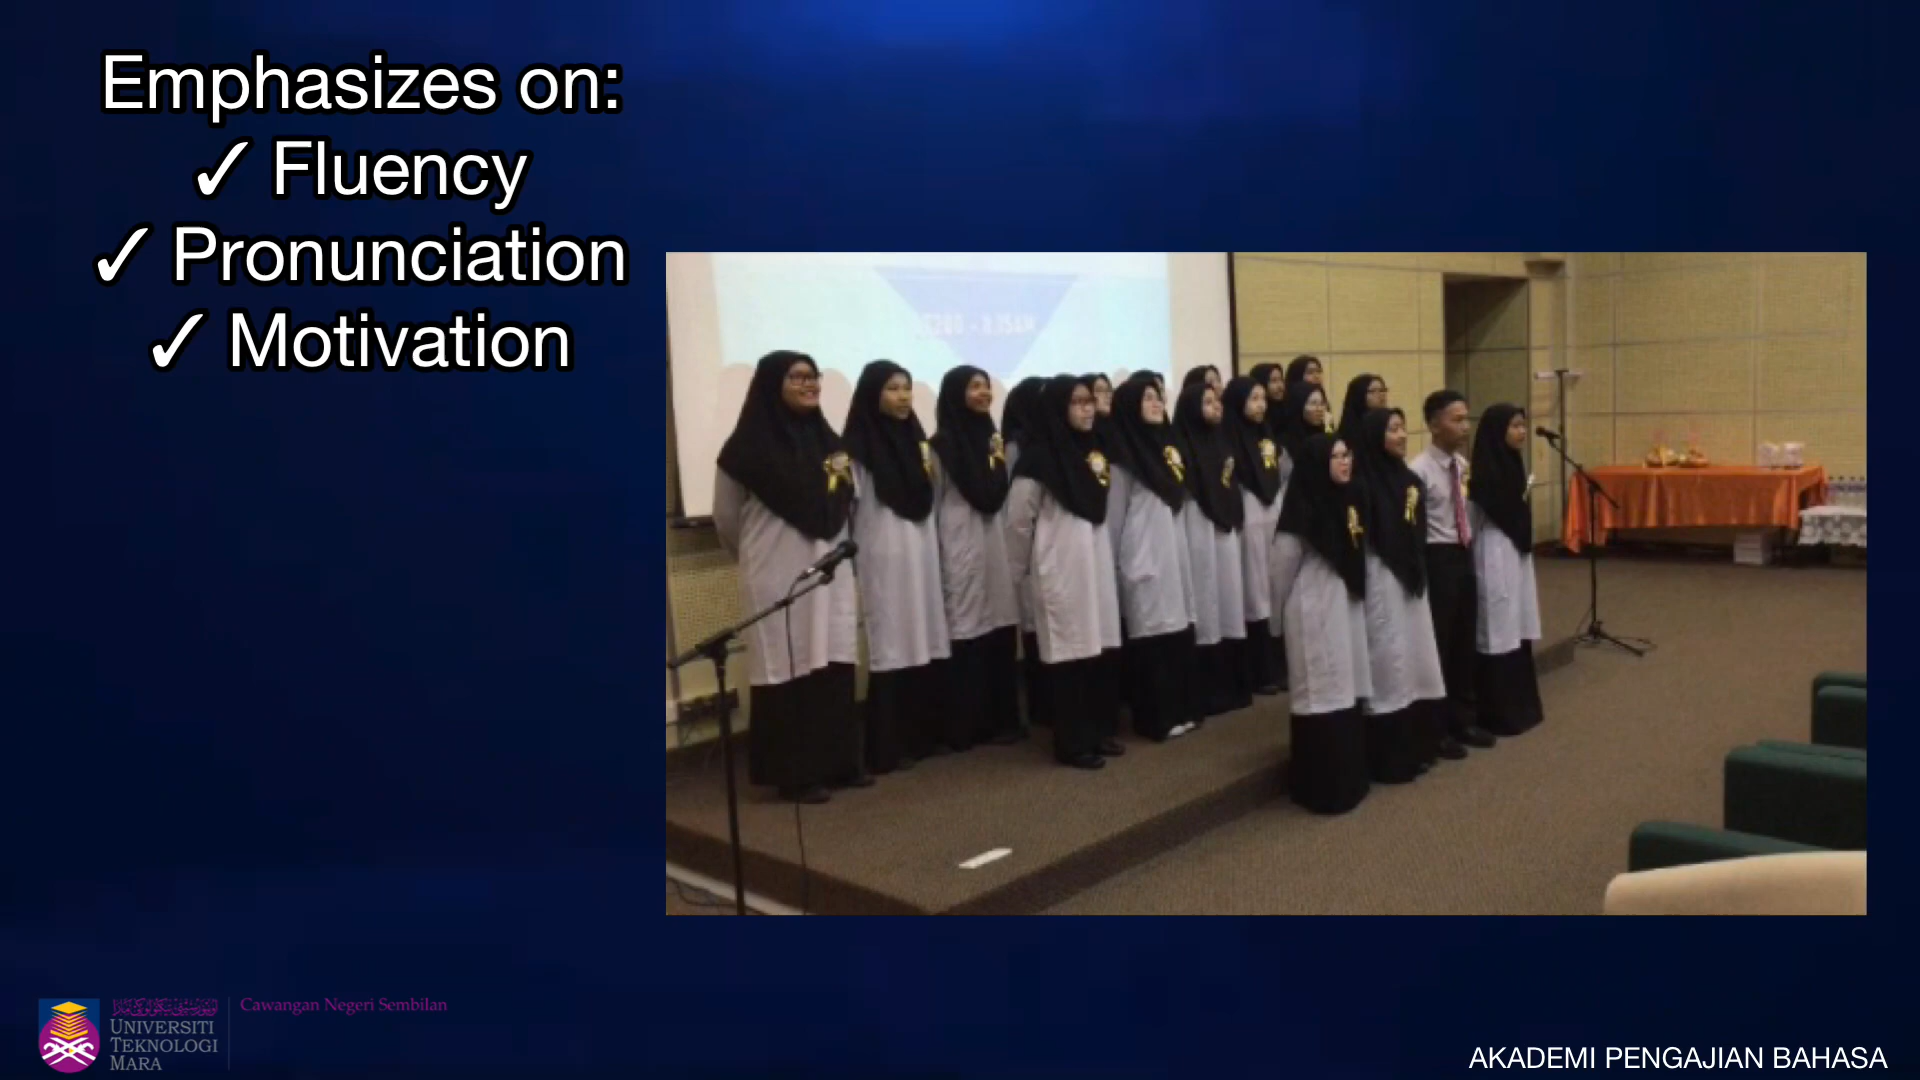 Emphasizes on:
✓ Fluency
✓ Pronunciation
✓ Motivation
Cawangan Negeri Sembilan
UNIVERSITI
TEKNOLOGI
MARA
AKADEMI PENGAJIAN BAHASA